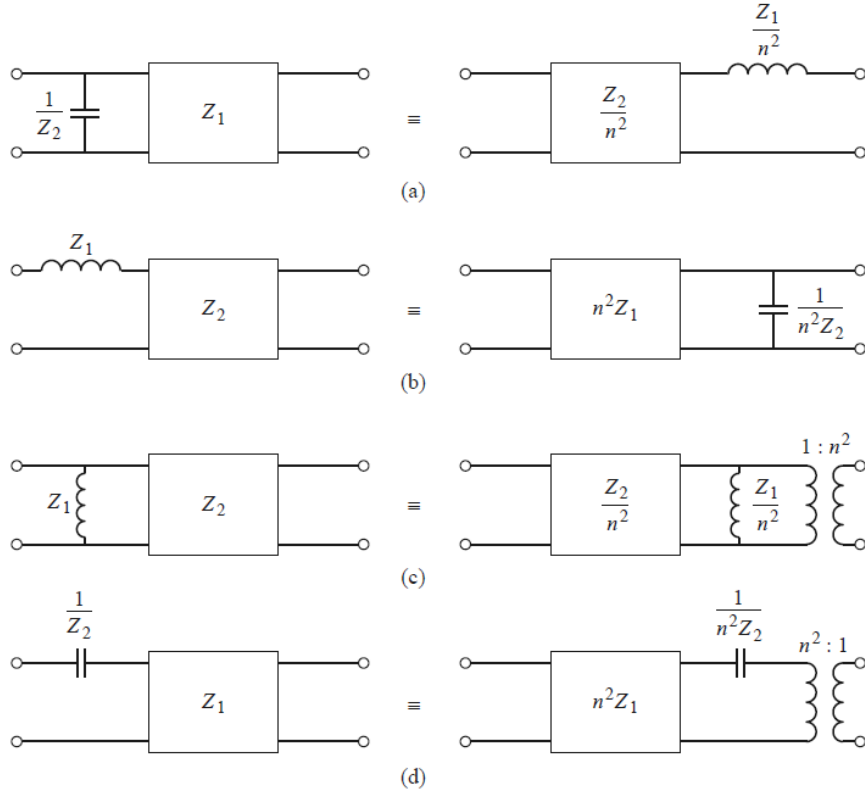 1/Z₂ Z₁ ≡ Z₂/n² Z₁/n²
(a)
Z₁ Z₂ ≡ n²Z₁ 1/n²Z₂
(b)
Z₁ Z₂ ≡ Z₂/n² Z₁/n² 1 : n²
(c)
1/Z₂ Z₁ ≡ n²Z₁ 1/n²Z₂ n² : 1
(d)